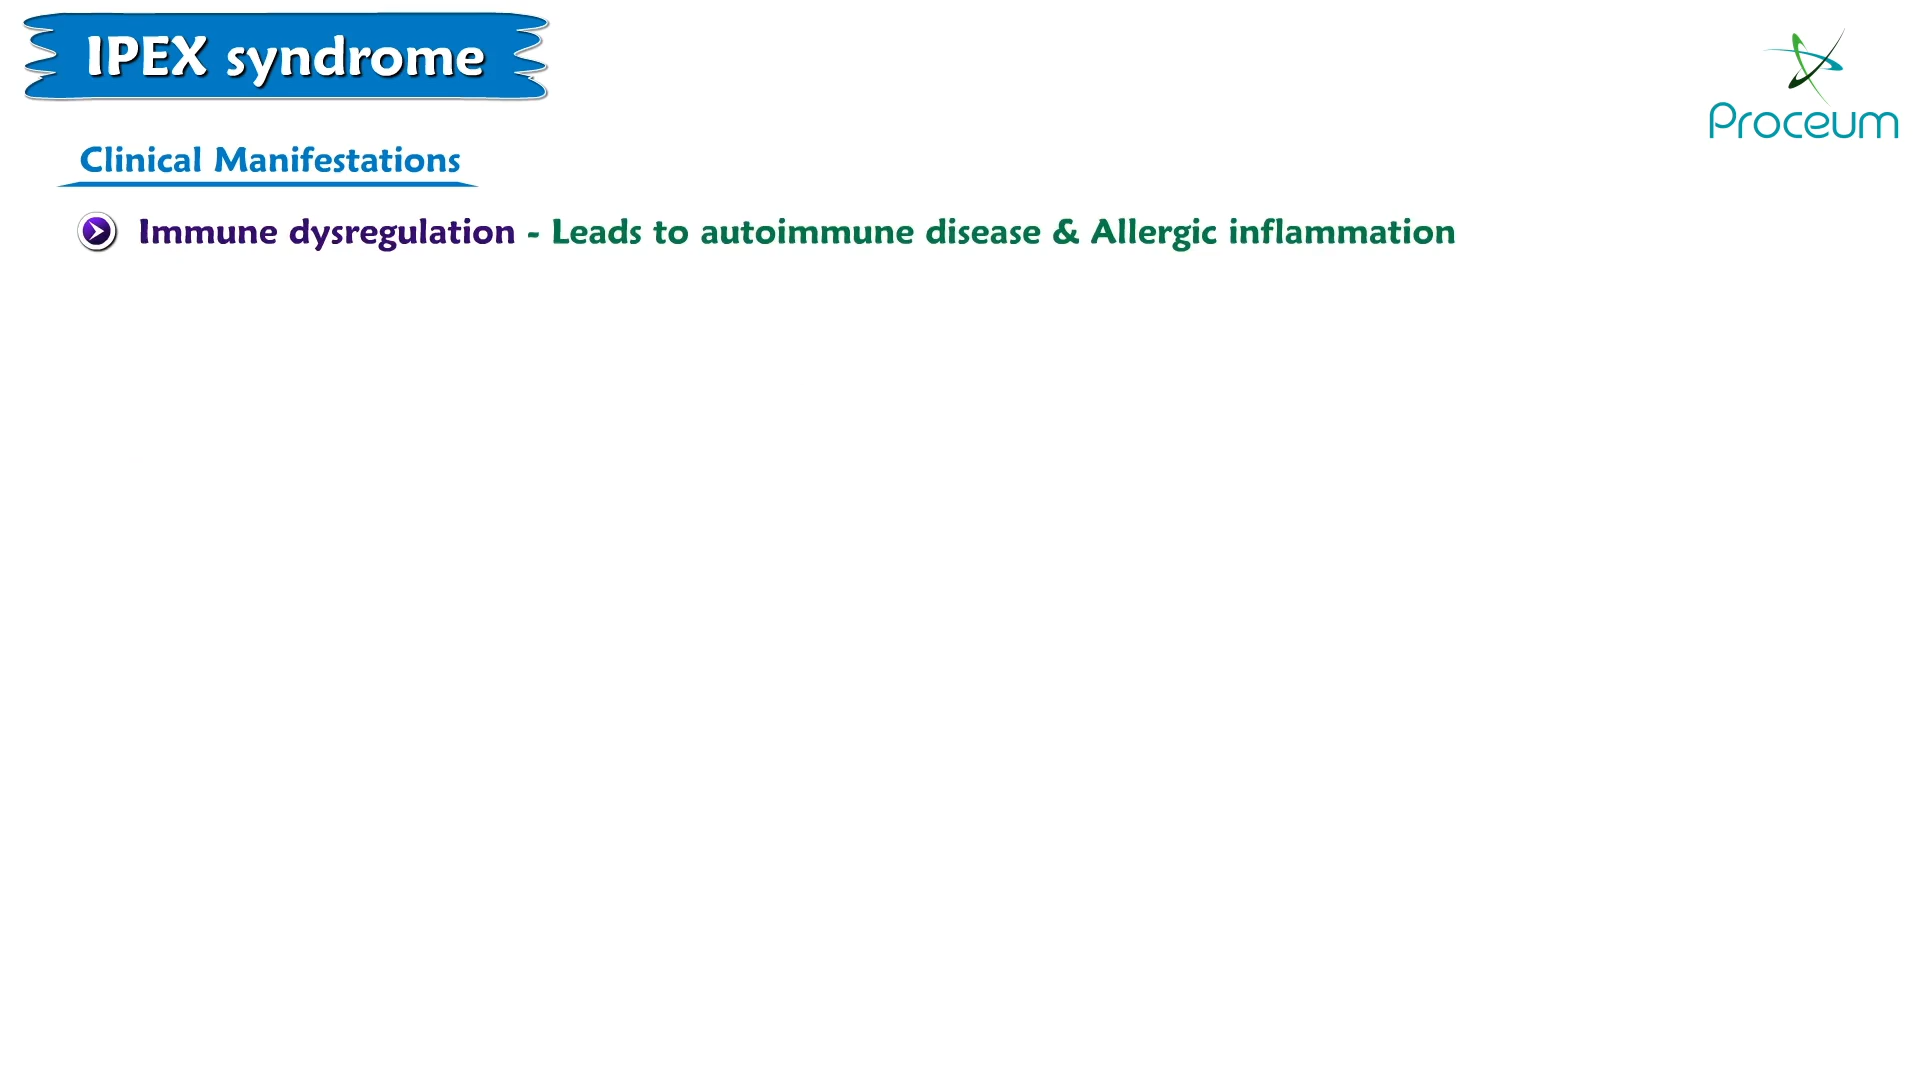 IPEX syndrome
Proceum
Clinical Manifestations
Immune dysregulation - Leads to autoimmune disease & Allergic inflammation